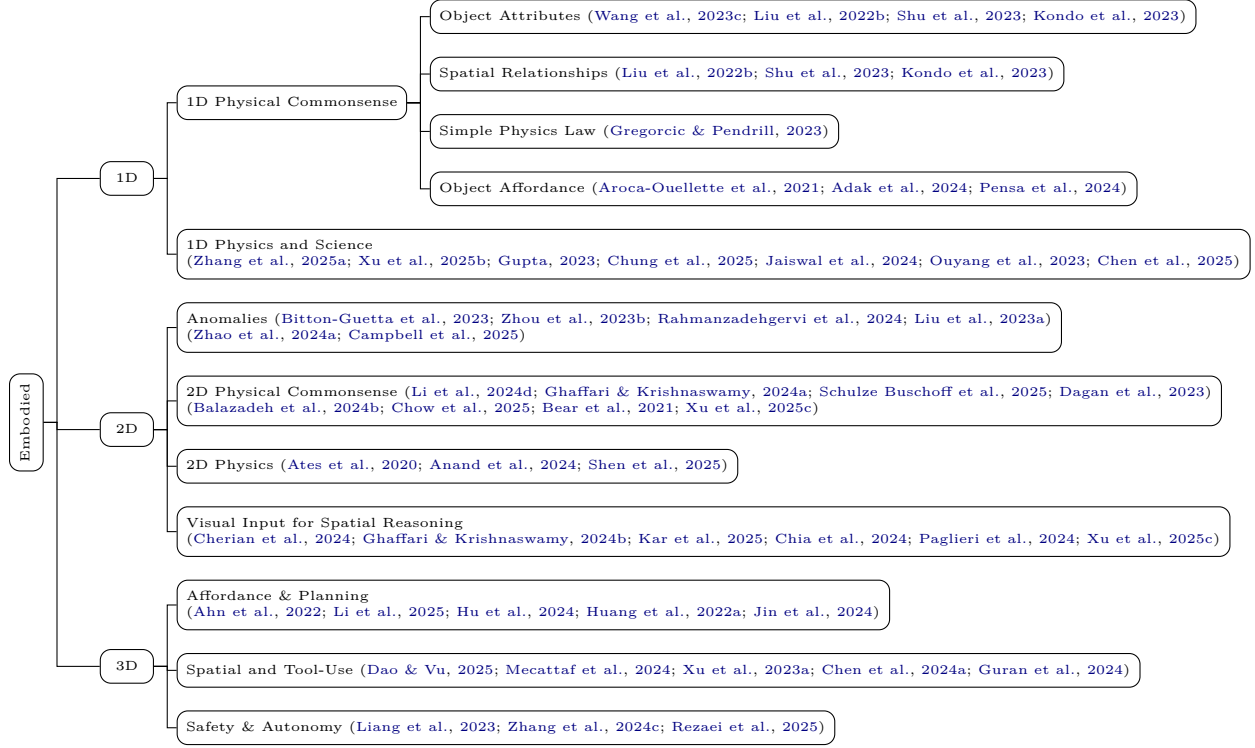 Object Attributes (Wang et al., 2023c; Liu et al., 2022b; Shu et al., 2023; Kondo et al., 2023)
Spatial Relationships (Liu et al., 2022b; Shu et al., 2023; Kondo et al., 2023)
1D Physical Commonsense
Simple Physics Law (Gregorcic & Pendrill, 2023)
1D
Object Affordance (Aroca-Ouellette et al., 2021; Adak et al., 2024; Pensa et al., 2024)
1D Physics and Science
(Zhang et al., 2025a; Xu et al., 2025b; Gupta, 2023; Chung et al., 2025; Jaiswal et al., 2024; Ouyang et al., 2023; Chen et al., 2025)
Anomalies (Bitton-Guetta et al., 2023; Zhou et al., 2023b; Rahmanzadehgervi et al., 2024; Liu et al., 2023a)
(Zhao et al., 2024a; Campbell et al., 2025)
2D Physical Commonsense (Li et al., 2024d; Ghaffari & Krishnaswamy, 2024a; Schulze Buschoff et al., 2025; Dagan et al., 2023)
(Balazadeh et al., 2024b; Chow et al., 2025; Bear et al., 2021; Xu et al., 2025c)
Embodied
2D
2D Physics (Ates et al., 2020; Anand et al., 2024; Shen et al., 2025)
Visual Input for Spatial Reasoning
(Cherian et al., 2024; Ghaffari & Krishnaswamy, 2024b; Kar et al., 2025; Chia et al., 2024; Paglieri et al., 2024; Xu et al., 2025c)
Affordance & Planning
(Ahn et al., 2022; Li et al., 2025; Hu et al., 2024; Huang et al., 2022a; Jin et al., 2024)
3D
Spatial and Tool-Use (Dao & Vu, 2025; Mecattaf et al., 2024; Xu et al., 2023a; Chen et al., 2024a; Guran et al., 2024)
Safety & Autonomy (Liang et al., 2023; Zhang et al., 2024c; Rezaei et al., 2025)